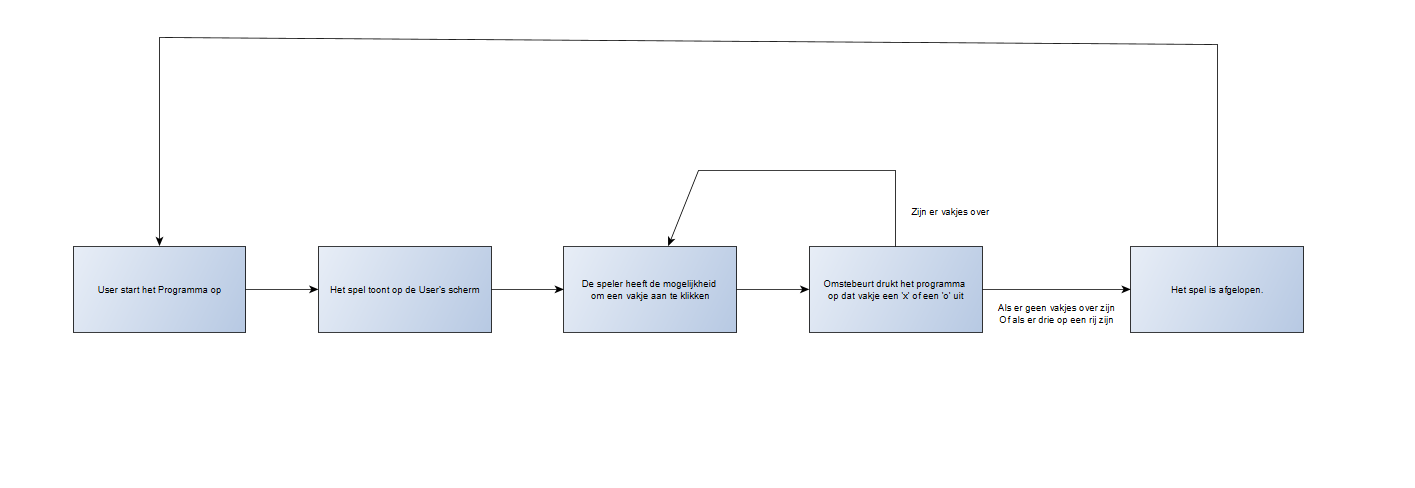 Zijn er vakjes over
User start het Programma op
Het spel toont op de User's scherm
De speler heeft de mogelijkheid
om een vakje aan te klikken
Omstebeurt drukt het programma
op dat vakje een 'x' of een 'o' uit
Als er geen vakjes over zijn
Of als er drie op een rij zijn
Het spel is afgelopen.